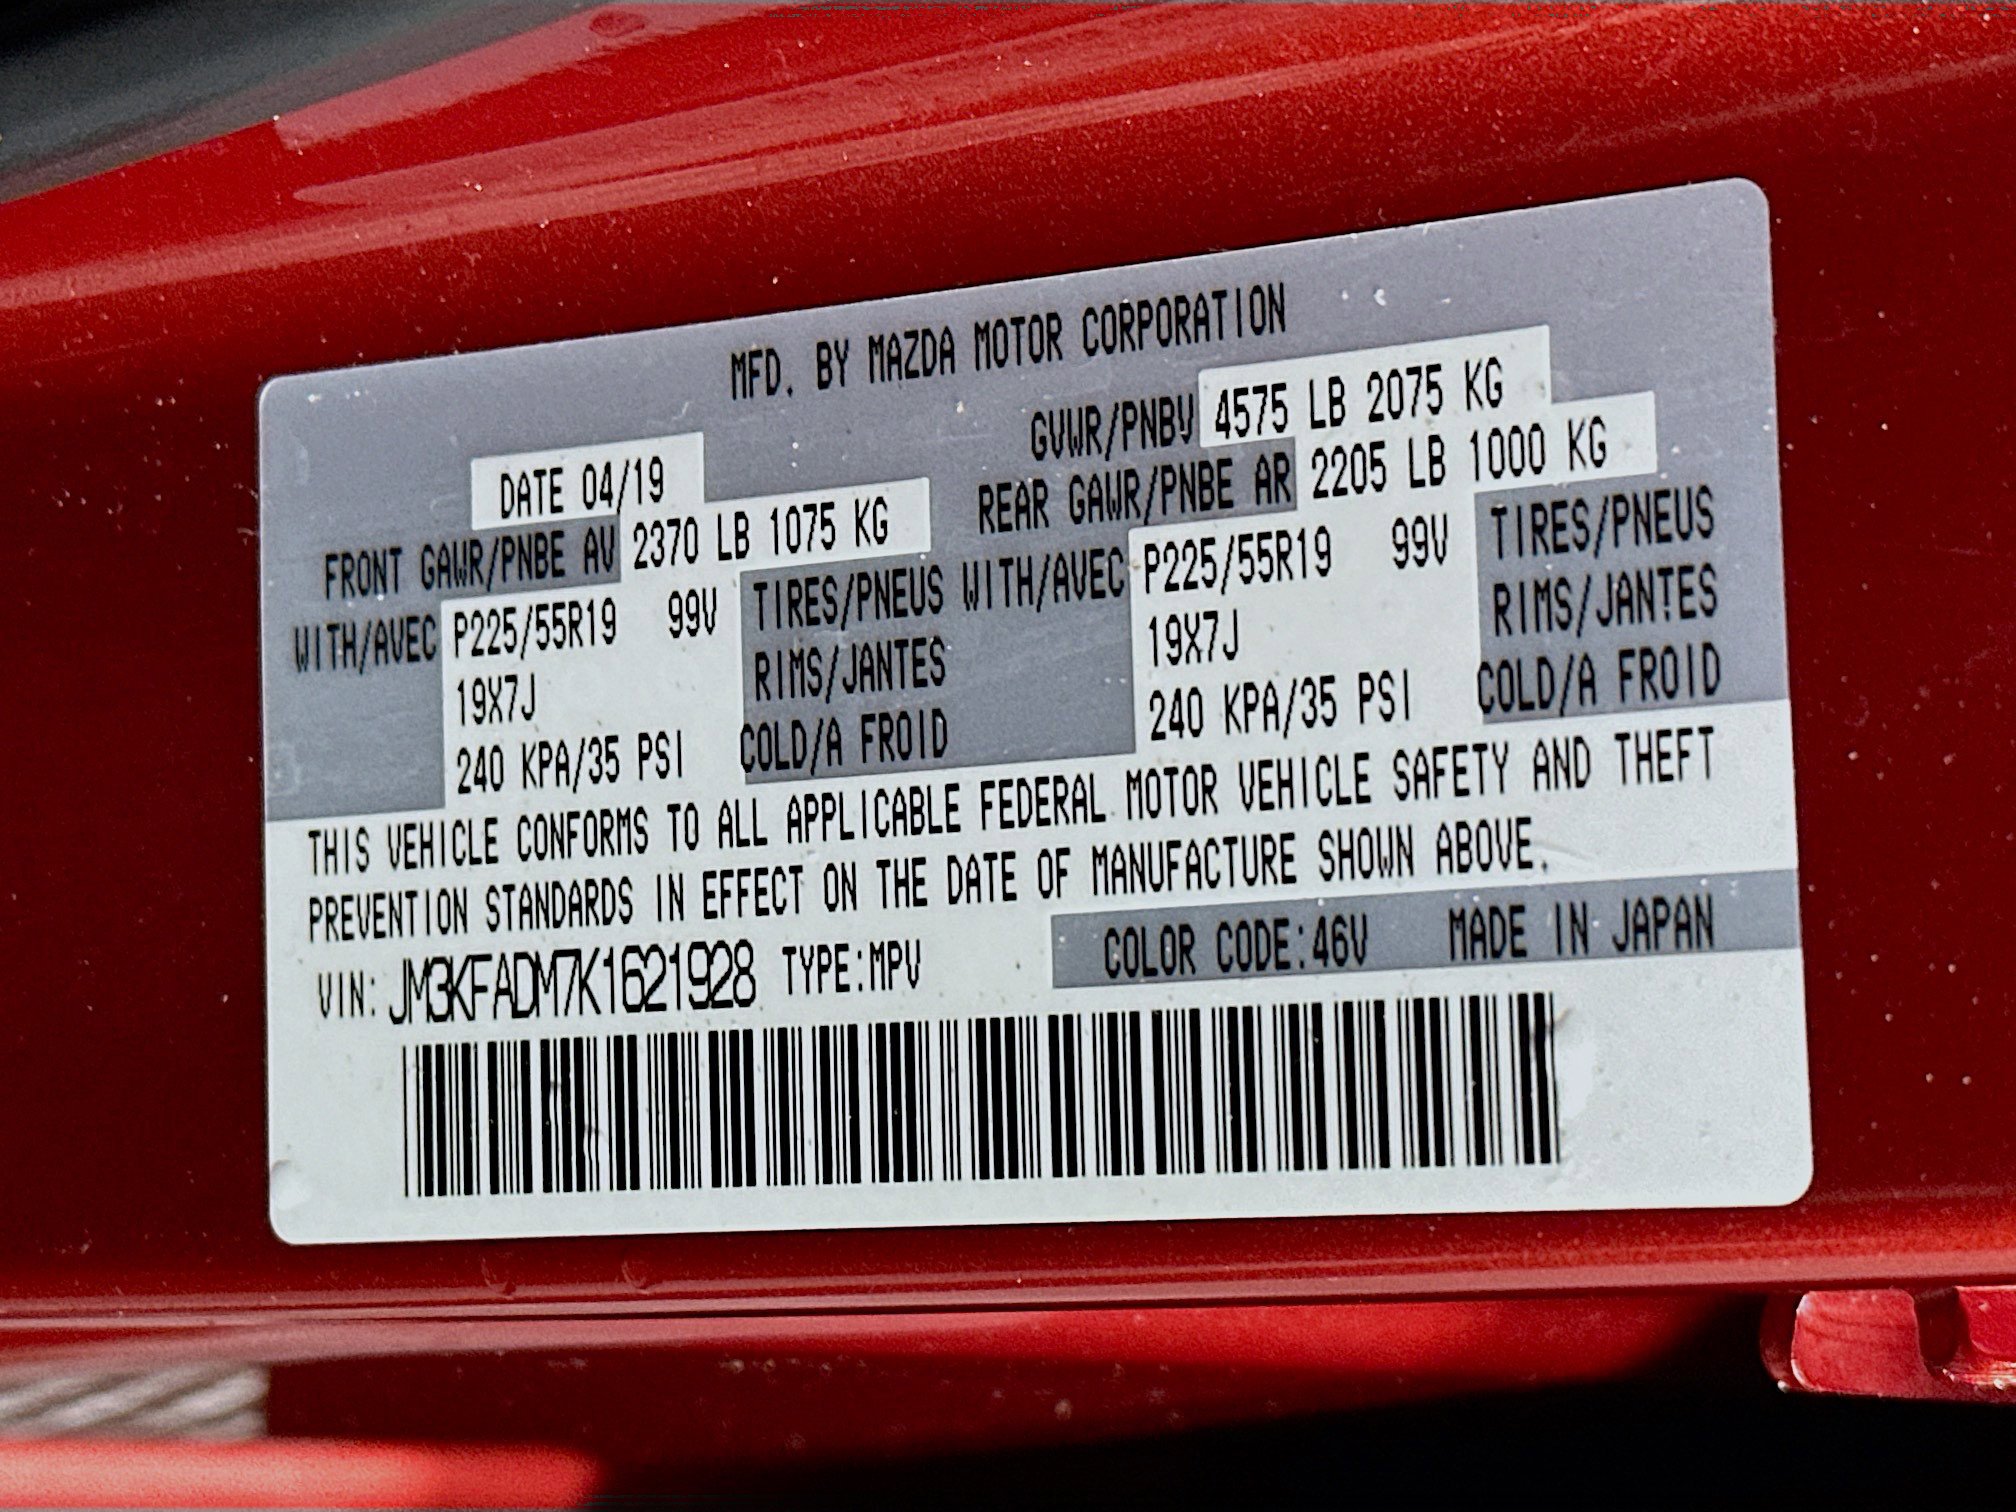 MFD. BY MAZDA MOTOR CORPORATION
DATE 04/19
GVWR/PNBV 4575 LB 2075 KG
FRONT GAWR/PNBE AV 2370 LB 1075 KG
REAR GAWR/PNBE AR 2205 LB 1000 KG
WITH/AVEC P225/55R19 99V TIRES/PNEUS
19X7J RIMS/JANTES
240 KPA/35 PSI COLD/A FROID
WITH/AVEC P225/55R19 99V TIRES/PNEUS
19X7J RIMS/JANTES
240 KPA/35 PSI COLD/A FROID
THIS VEHICLE CONFORMS TO ALL APPLICABLE FEDERAL MOTOR VEHICLE SAFETY AND THEFT
PREVENTION STANDARDS IN EFFECT ON THE DATE OF MANUFACTURE SHOWN ABOVE.
VIN: JM3KFADM7K1621928 TYPE:MPV COLOR CODE:46V MADE IN JAPAN